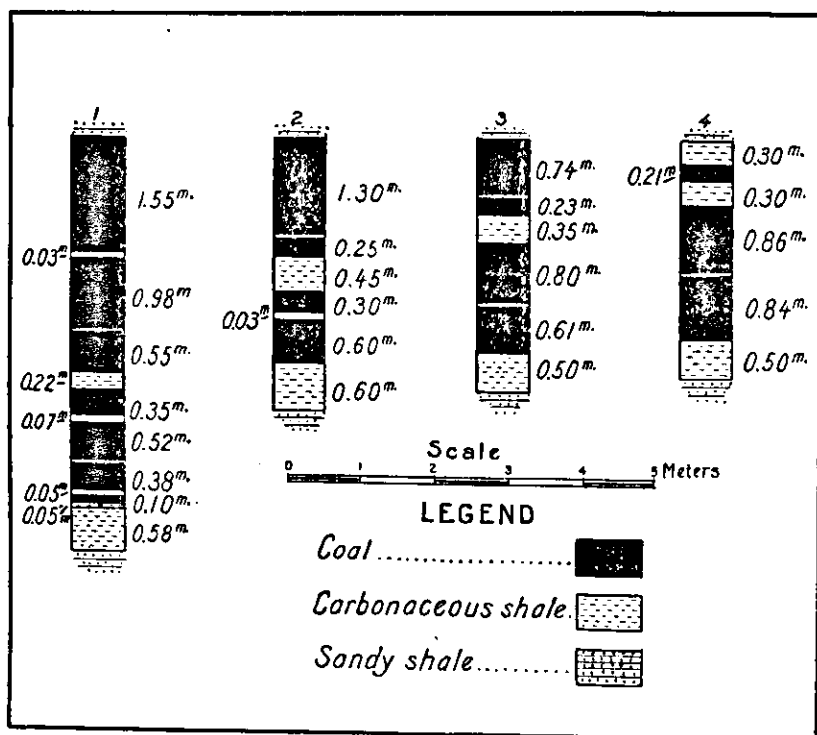 1
1.55m.
0.03m
0.98m
0.55m.
0.22m
0.35m.
0.07m
0.52m.
0.38m.
0.05m
0.10m.
0.05m
0.58m.
2
1.30m.
0.25m.
0.45m.
0.30m.
0.03m
0.60m.
0.60m.
3
0.74m.
0.23m.
0.35m.
0.80m.
0.61m.
0.50m.
4
0.30m.
0.21m
0.30m.
0.86m.
0.84m.
0.50m.
Scale
0 1 2 3 4 5 Meters
LEGEND
Coal
Carbonaceous shale
Sandy shale